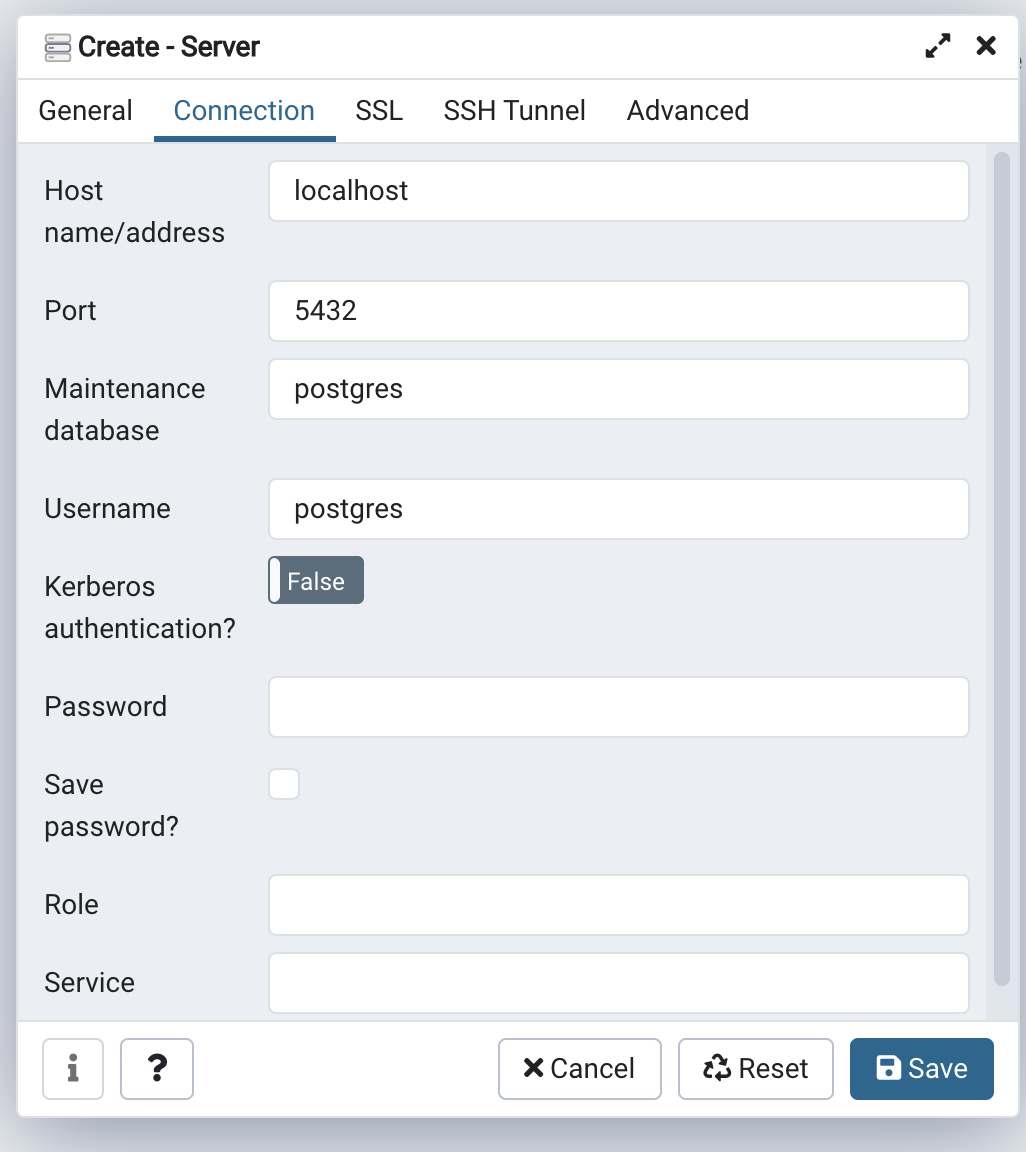 Create - Server
General Connection SSL SSH Tunnel Advanced
Host
name/address
localhost
Port
5432
Maintenance
database
postgres
Username
postgres
Kerberos
authentication?
False
Password
Save
password?
Role
Service
i ? Cancel Reset Save